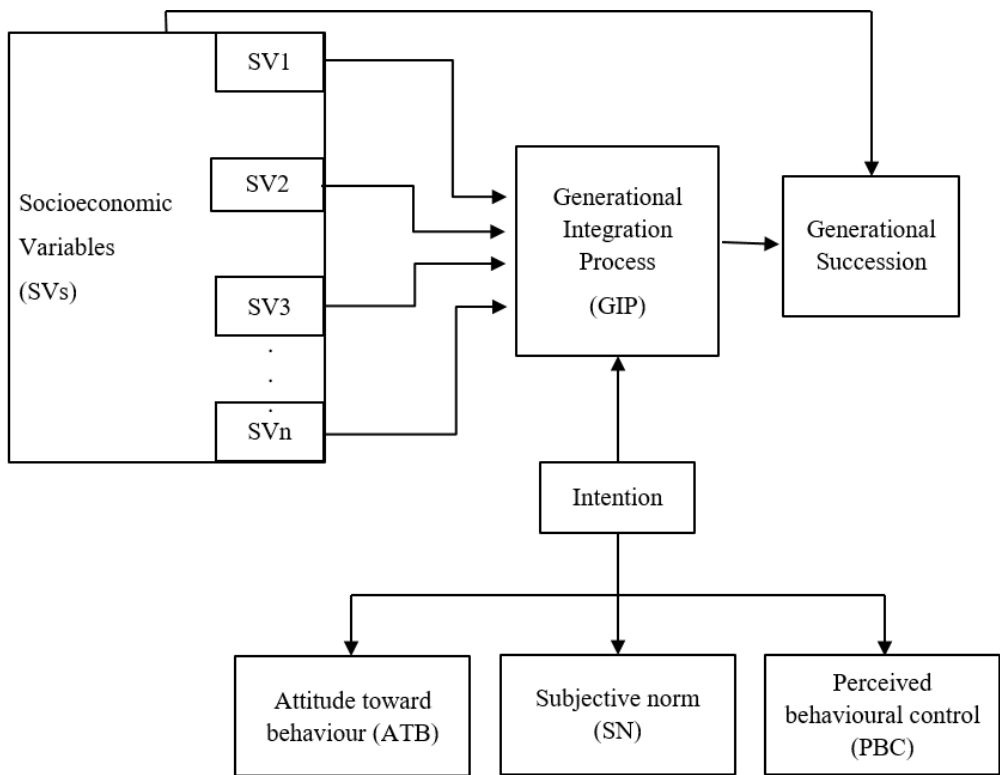 SV1
SV2
Socioeconomic
Variables
(SVs)
SV3
.
.
.
SVn
Generational
Integration
Process
(GIP)
Generational
Succession
Intention
Attitude toward
behaviour (ATB)
Subjective norm
(SN)
Perceived
behavioural control
(PBC)